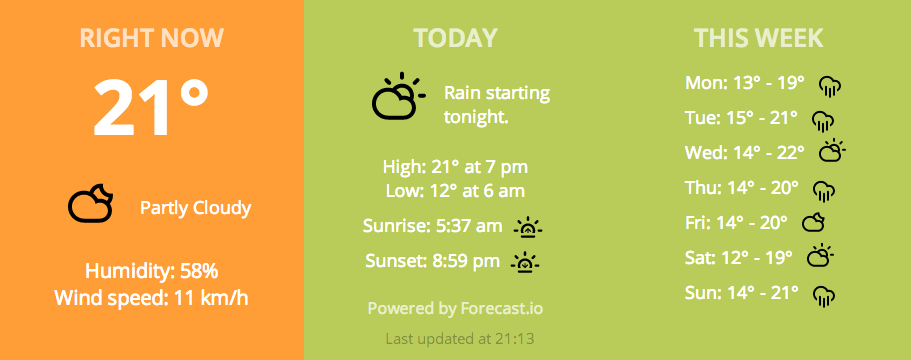 RIGHT NOW
21°
Partly Cloudy
Humidity: 58%
Wind speed: 11 km/h
TODAY
Rain starting
tonight.
High: 21° at 7 pm
Low: 12° at 6 am
Sunrise: 5:37 am
Sunset: 8:59 pm
Powered by Forecast.io
Last updated at 21:13
THIS WEEK
Mon: 13° - 19°
Tue: 15° - 21°
Wed: 14° - 22°
Thu: 14° - 20°
Fri: 14° - 20°
Sat: 12° - 19°
Sun: 14° - 21°